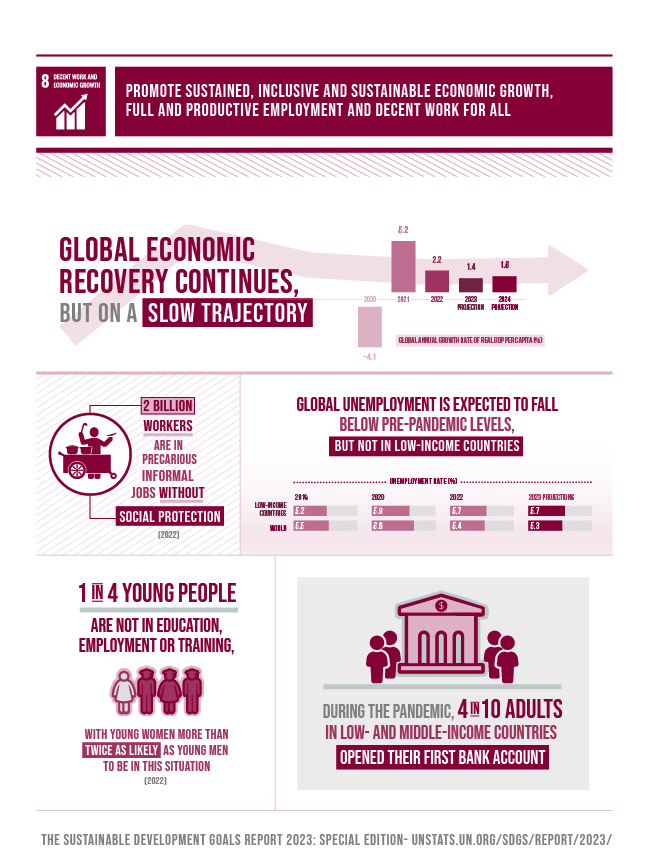 8 DECENT WORK AND
ECONOMIC GROWTH
PROMOTE SUSTAINED, INCLUSIVE AND SUSTAINABLE ECONOMIC GROWTH,
FULL AND PRODUCTIVE EMPLOYMENT AND DECENT WORK FOR ALL
GLOBAL ECONOMIC
RECOVERY CONTINUES,
BUT ON A SLOW TRAJECTORY
5.2
2.2
1.4
1.6
2020 2021 2022 2023 2024
PROJECTION PROJECTION
-4.1
GLOBAL ANNUAL GROWTH RATE OF REAL GDP PER CAPITA (%)
2 BILLION
WORKERS
ARE IN
PRECARIOUS
INFORMAL
JOBS WITHOUT
SOCIAL PROTECTION
(2022)
GLOBAL UNEMPLOYMENT IS EXPECTED TO FALL
BELOW PRE-PANDEMIC LEVELS,
BUT NOT IN LOW-INCOME COUNTRIES
UNEMPLOYMENT RATE (%)
2020 2022 2023 PROJECTIONS
LOW-INCOME
COUNTRIES
5.2 5.9 5.7 5.7
WORLD
5.5 6.6 5.4 5.3
1 IN 4 YOUNG PEOPLE
ARE NOT IN EDUCATION,
EMPLOYMENT OR TRAINING,
WITH YOUNG WOMEN MORE THAN
TWICE AS LIKELY AS YOUNG MEN
TO BE IN THIS SITUATION
(2022)
$
DURING THE PANDEMIC, 4 IN 10 ADULTS
IN LOW- AND MIDDLE-INCOME COUNTRIES
OPENED THEIR FIRST BANK ACCOUNT
THE SUSTAINABLE DEVELOPMENT GOALS REPORT 2023: SPECIAL EDITION- UNSTATS.UN.ORG/SDGS/REPORT/2023/